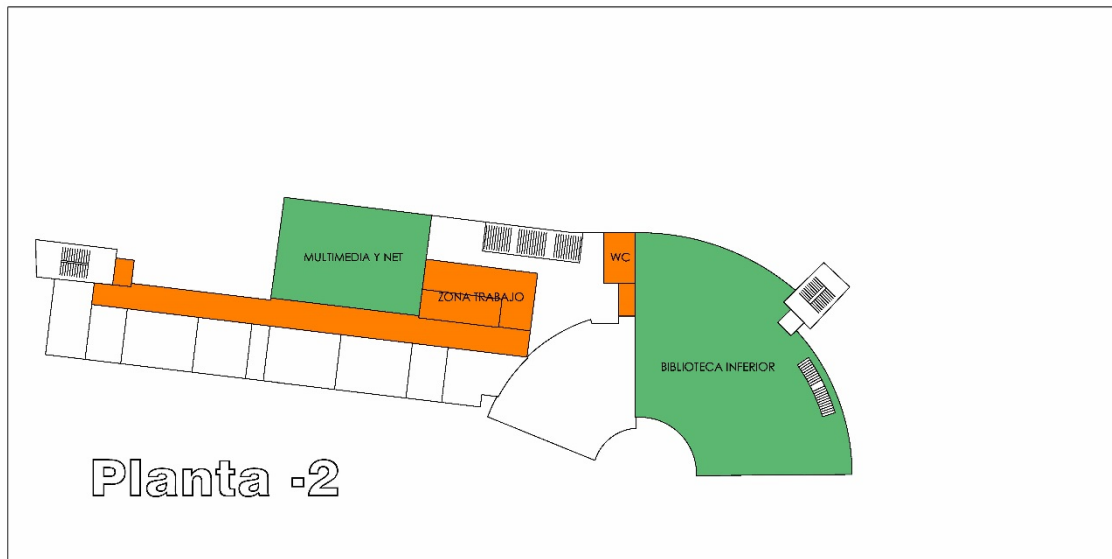 MULTIMEDIA Y NET
WC
ZONA TRABAJO
BIBLIOTECA INFERIOR
Planta -2